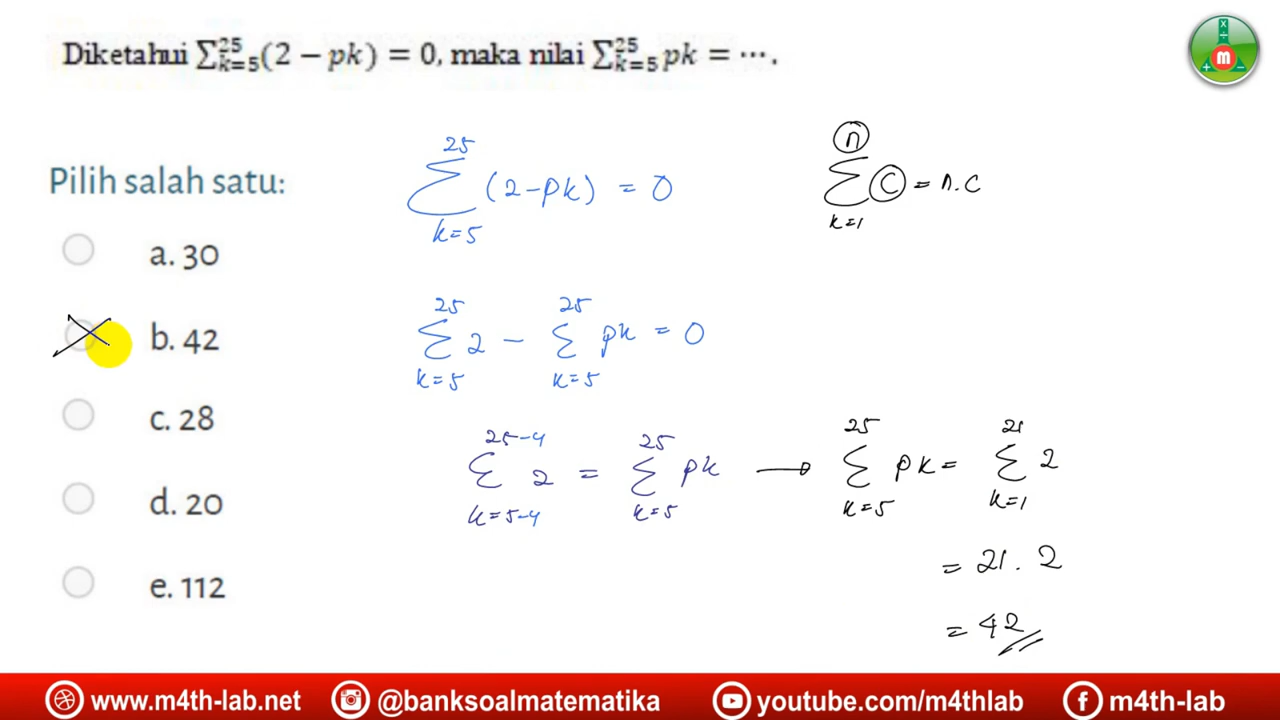 Diketahui ∑_{k=5}^{25}(2 − pk) = 0, maka nilai ∑_{k=5}^{25} pk = ⋯.
Pilih salah satu:
a. 30
b. 42
c. 28
d. 20
e. 112
∑_{k=5}^{25} (2-pk) = 0
∑_{k=1}^{n} C = n.c
∑_{k=5}^{25} 2 − ∑_{k=5}^{25} pk = 0
∑_{k=5-4}^{25-4} 2 = ∑_{k=5}^{25} pk → ∑_{k=5}^{25} pk = ∑_{k=1}^{21} 2
= 21 . 2
= 42
x ÷ m + −
www.m4th-lab.net @banksoalmatematika youtube.com/m4thlab m4th-lab